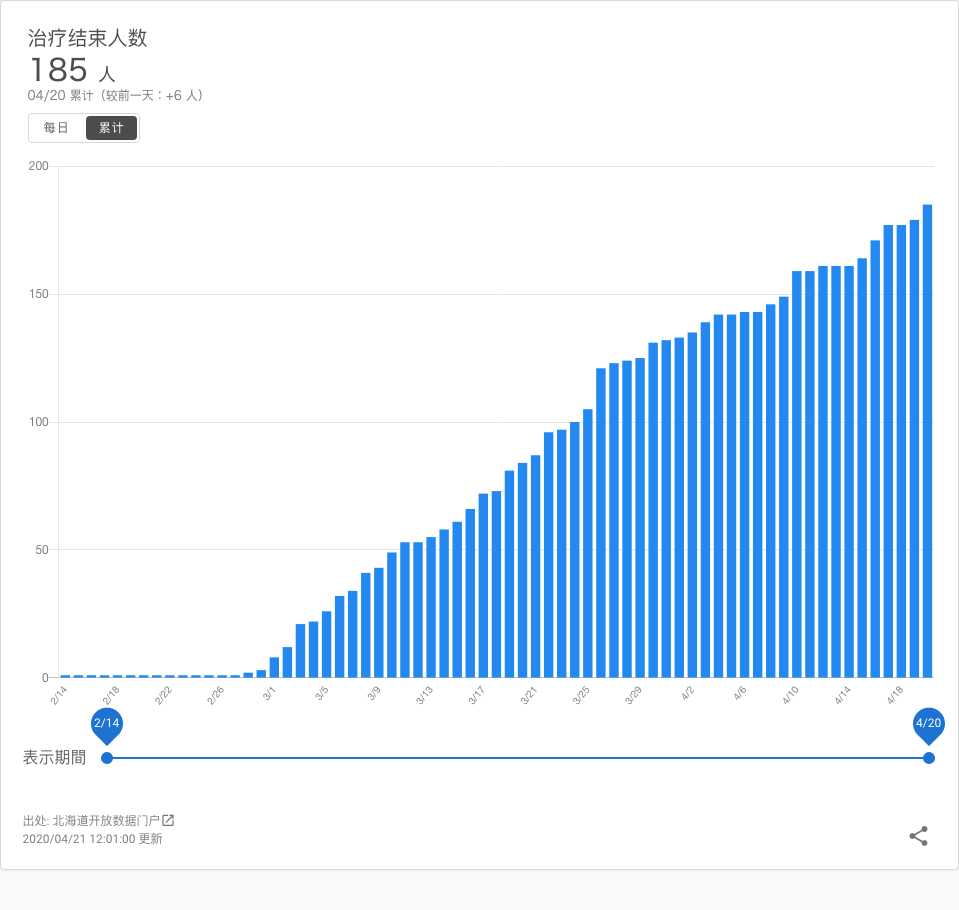 治疗结束人数
185 人
04/20 累计（较前一天：+6 人）
每日 累计
200
150
100
50
0
2/14 2/18 2/22 2/26 3/1 3/5 3/9 3/13 3/17 3/21 3/25 3/29 4/2 4/6 4/10 4/14 4/18
2/14 4/20
表示期間
出处: 北海道开放数据门户
2020/04/21 12:01:00 更新